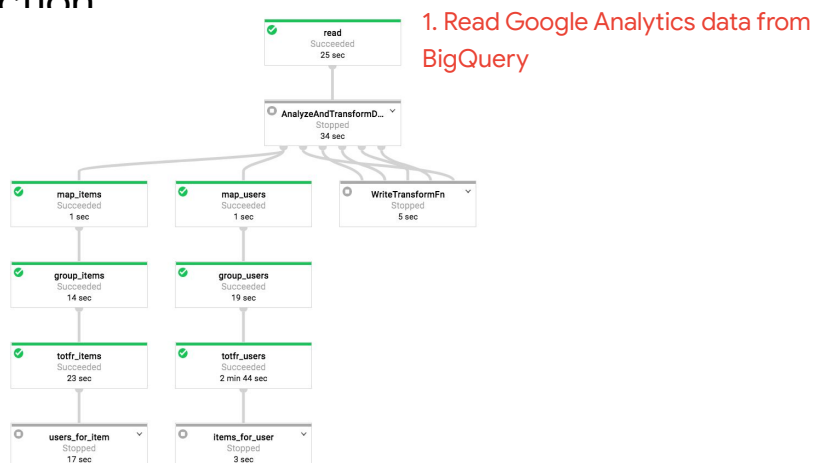 ction
read
Succeeded
25 sec
1. Read Google Analytics data from
BigQuery
AnalyzeAndTransformD...
Stopped
34 sec
map_items
Succeeded
1 sec
map_users
Succeeded
1 sec
WriteTransformFn
Stopped
5 sec
group_items
Succeeded
14 sec
group_users
Succeeded
19 sec
totfr_items
Succeeded
23 sec
totfr_users
Succeeded
2 min 44 sec
users_for_item
Stopped
17 sec
items_for_user
Stopped
3 sec